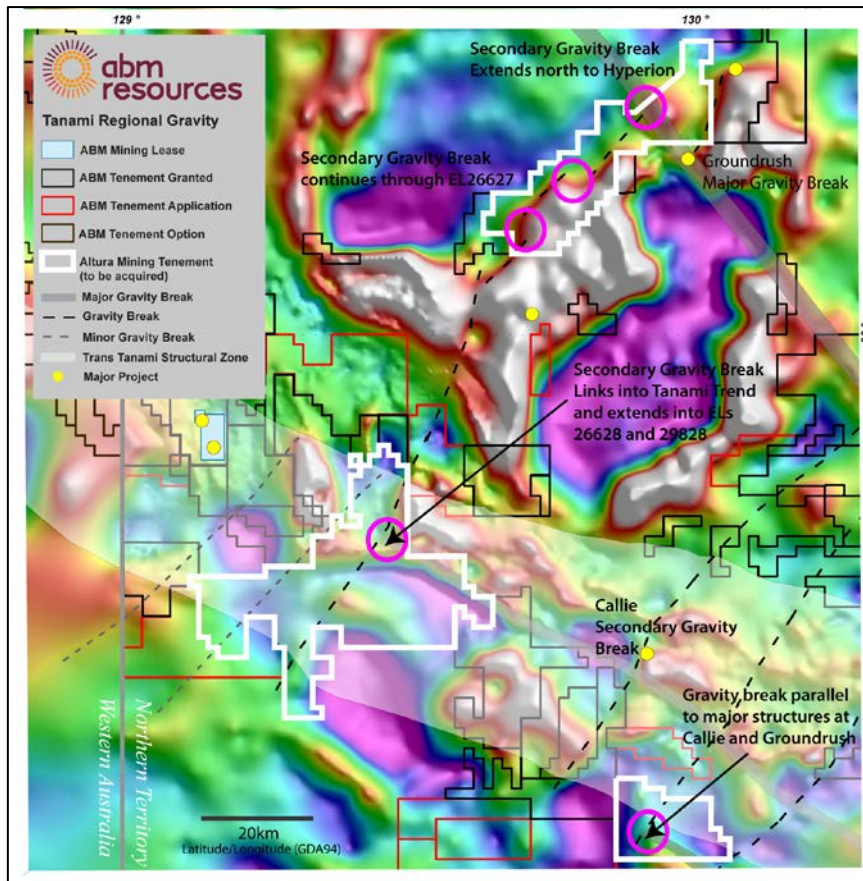 129 °
130 °
abm
resources
Tanami Regional Gravity
ABM Mining Lease
ABM Tenement Granted
ABM Tenement Application
ABM Tenement Option
Altura Mining Tenement
(to be acquired)
Major Gravity Break
Gravity Break
Minor Gravity Break
Trans Tanami Structural Zone
Major Project
Secondary Gravity Break
Extends north to Hyperion
Secondary Gravity Break
continues through EL26627
Groundrush
Major Gravity Break
Secondary Gravity Break
Links into Tanami Trend
and extends into ELs
26628 and 29828
Callie
Secondary Gravity
Break
Gravity break parallel
to major structures at
Callie and Groundrush
Western Australia
Northern Territory
20km
Latitude/Longitude (GDA94)